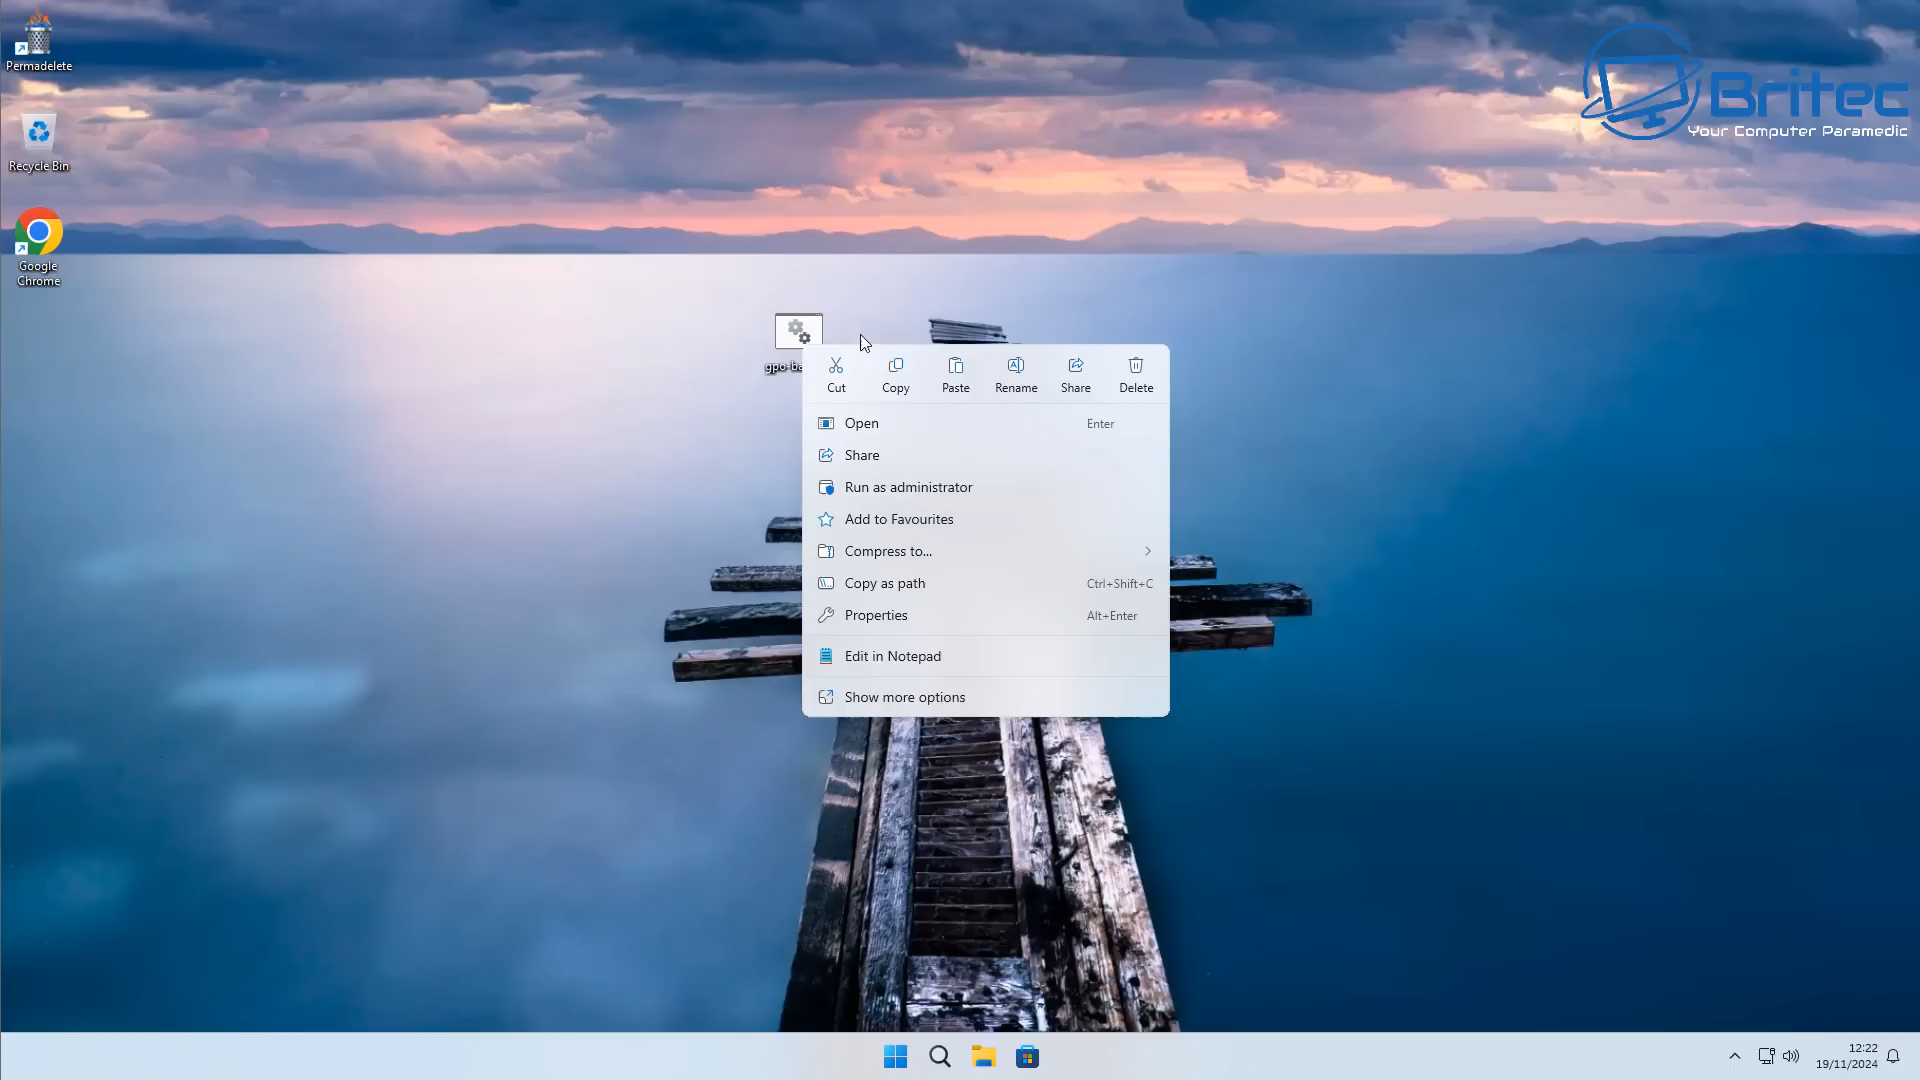 Permadelete
Recycle Bin
Google
Chrome
Britec
Your Computer Paramedic
Cut
Copy
Paste
Rename
Share
Delete
Open Enter
Share
Run as administrator
Add to Favourites
Compress to...
Copy as path Ctrl+Shift+C
Properties Alt+Enter
Edit in Notepad
Show more options
12:22
19/11/2024